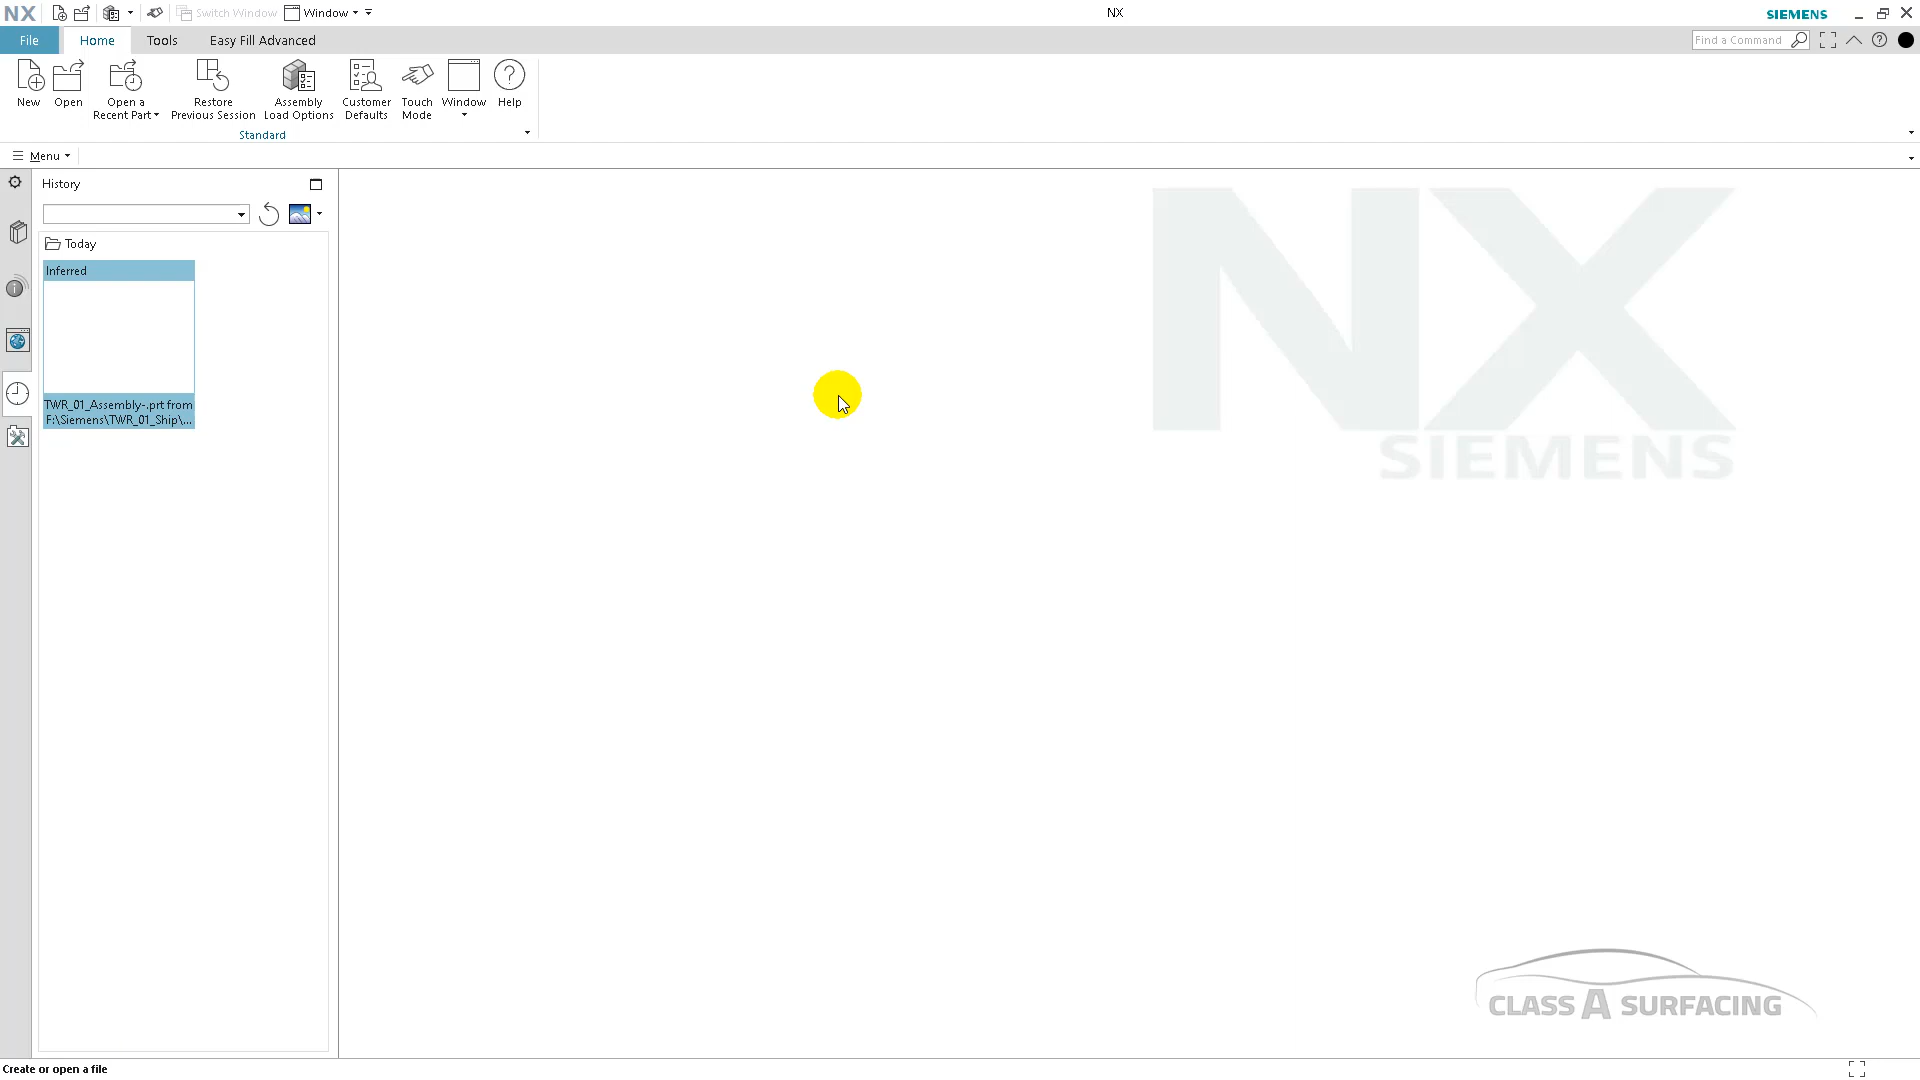 NX
Switch Window
Window
NX
SIEMENS
File
Home
Tools
Easy Fill Advanced
Find a Command
New
Open
Open a
Recent Part
Restore
Previous Session
Assembly
Load Options
Customer
Defaults
Touch
Mode
Window
Help
Standard
Menu
History
Today
Inferred
TWR_01_Assembly-.prt from
F:\Siemens\TWR_01_Ship\...
NX
SIEMENS
CLASS A SURFACING
Create or open a file